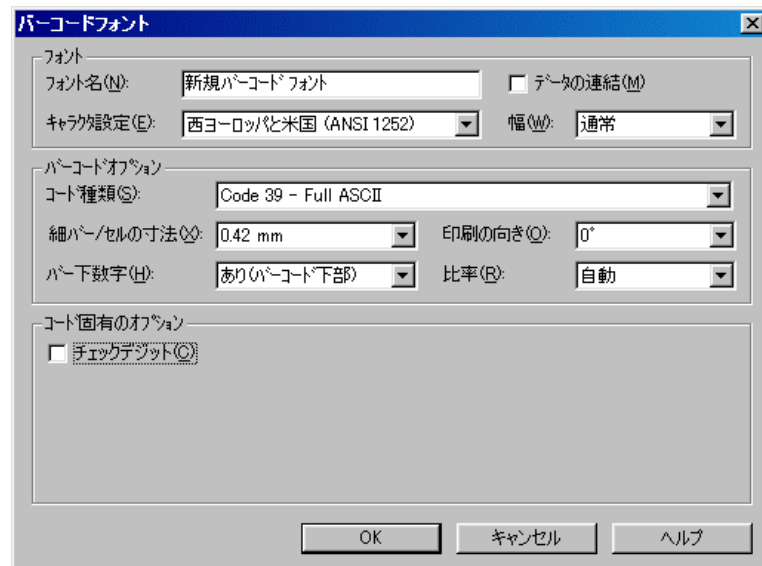 バーコードフォント
フォント
フォント名(N): 新規バーコード フォント データの連結(M)
キャラクタ設定(E): 西ヨーロッパと米国 (ANSI 1252) 幅(W): 通常
バーコードオプション
コード種類(S): Code 39 - Full ASCII
細バー/セルの寸法(X): 0.42 mm 印刷の向き(O): 0°
バー下数字(H): あり(バーコード下部) 比率(R): 自動
コード固有のオプション
チェックデジット(C)
OK キャンセル ヘルプ